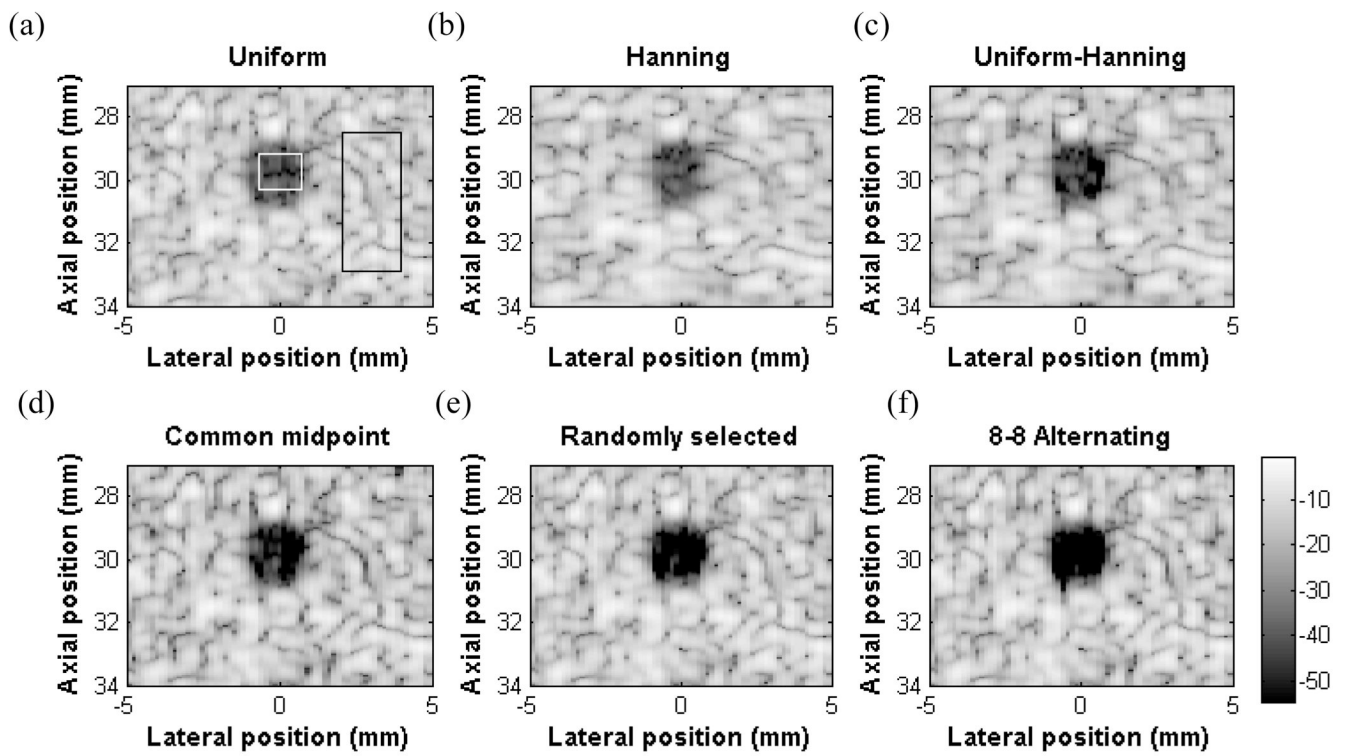 (a)
Uniform
Axial position (mm)
28
30
32
34
-5
0
5
Lateral position (mm)
(b)
Hanning
Axial position (mm)
28
30
32
34
-5
0
5
Lateral position (mm)
(c)
Uniform-Hanning
Axial position (mm)
28
30
32
34
-5
0
5
Lateral position (mm)
(d)
Common midpoint
Axial position (mm)
28
30
32
34
-5
0
5
Lateral position (mm)
(e)
Randomly selected
Axial position (mm)
28
30
32
34
-5
0
5
Lateral position (mm)
(f)
8-8 Alternating
Axial position (mm)
28
30
32
34
-5
0
5
Lateral position (mm)
-10
-20
-30
-40
-50